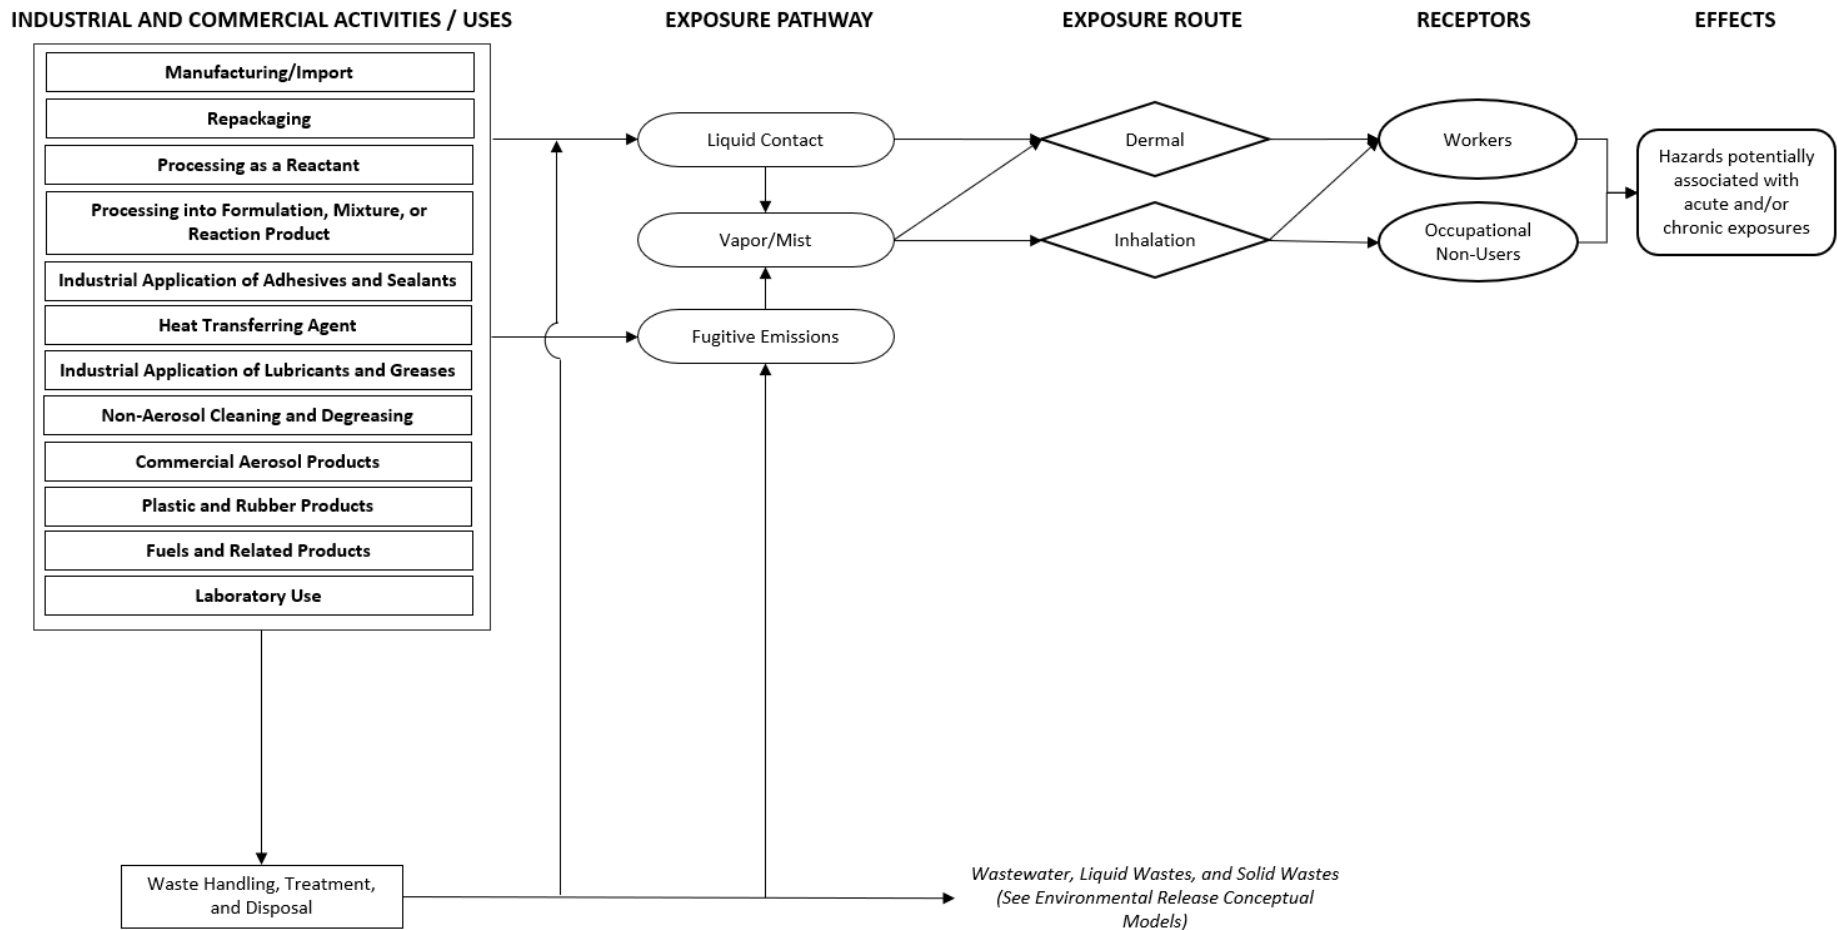 INDUSTRIAL AND COMMERCIAL ACTIVITIES / USES
EXPOSURE PATHWAY
EXPOSURE ROUTE
RECEPTORS
EFFECTS
Manufacturing/Import
Repackaging
Processing as a Reactant
Processing into Formulation, Mixture, or
Reaction Product
Industrial Application of Adhesives and Sealants
Heat Transferring Agent
Industrial Application of Lubricants and Greases
Non-Aerosol Cleaning and Degreasing
Commercial Aerosol Products
Plastic and Rubber Products
Fuels and Related Products
Laboratory Use
Waste Handling, Treatment,
and Disposal
Liquid Contact
Vapor/Mist
Fugitive Emissions
Dermal
Inhalation
Workers
Occupational
Non-Users
Hazards potentially
associated with
acute and/or
chronic exposures
Wastewater, Liquid Wastes, and Solid Wastes
(See Environmental Release Conceptual
Models)